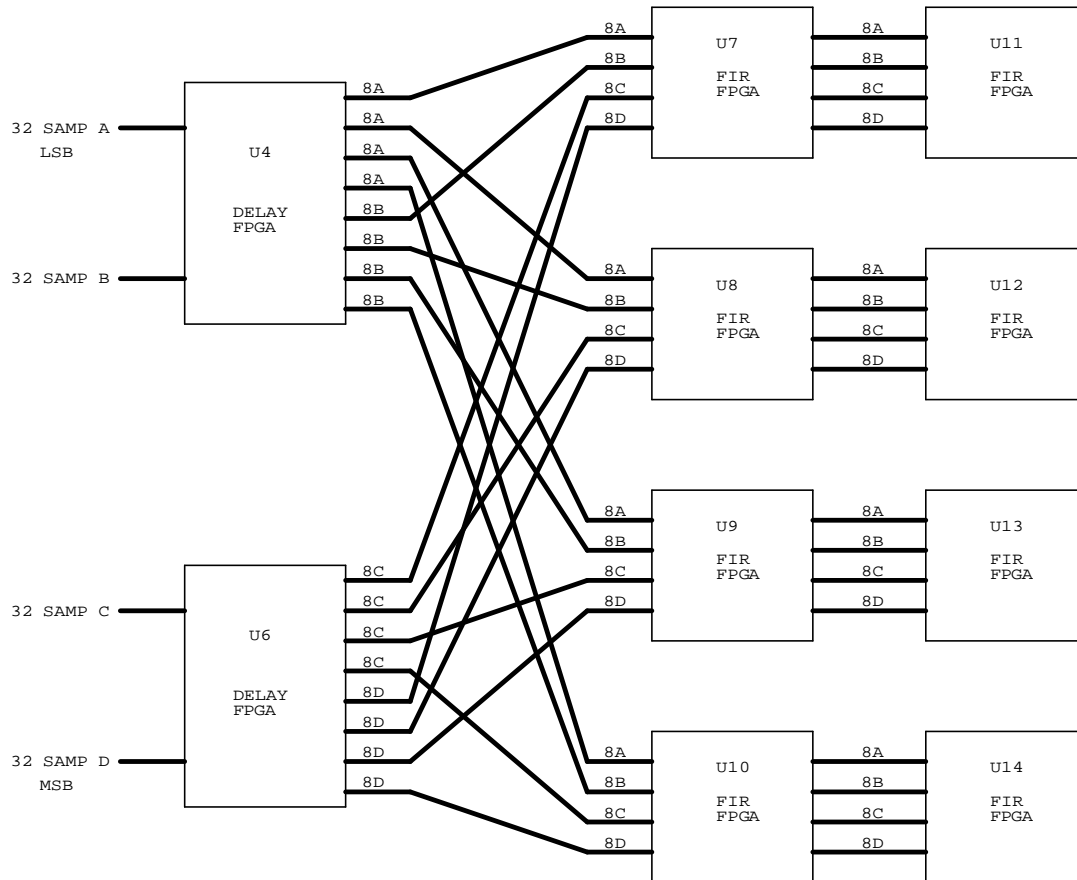 32 SAMP A
LSB
32 SAMP B
U4
DELAY
FPGA
8A
8A
8A
8A
8B
8B
8B
8B
32 SAMP C
32 SAMP D
MSB
U6
DELAY
FPGA
8C
8C
8C
8C
8D
8D
8D
8D
8A
8B
8C
8D
U7
FIR
FPGA
8A
8B
8C
8D
U11
FIR
FPGA
8A
8B
8C
8D
U8
FIR
FPGA
8A
8B
8C
8D
U12
FIR
FPGA
8A
8B
8C
8D
U9
FIR
FPGA
8A
8B
8C
8D
U13
FIR
FPGA
8A
8B
8C
8D
U10
FIR
FPGA
8A
8B
8C
8D
U14
FIR
FPGA